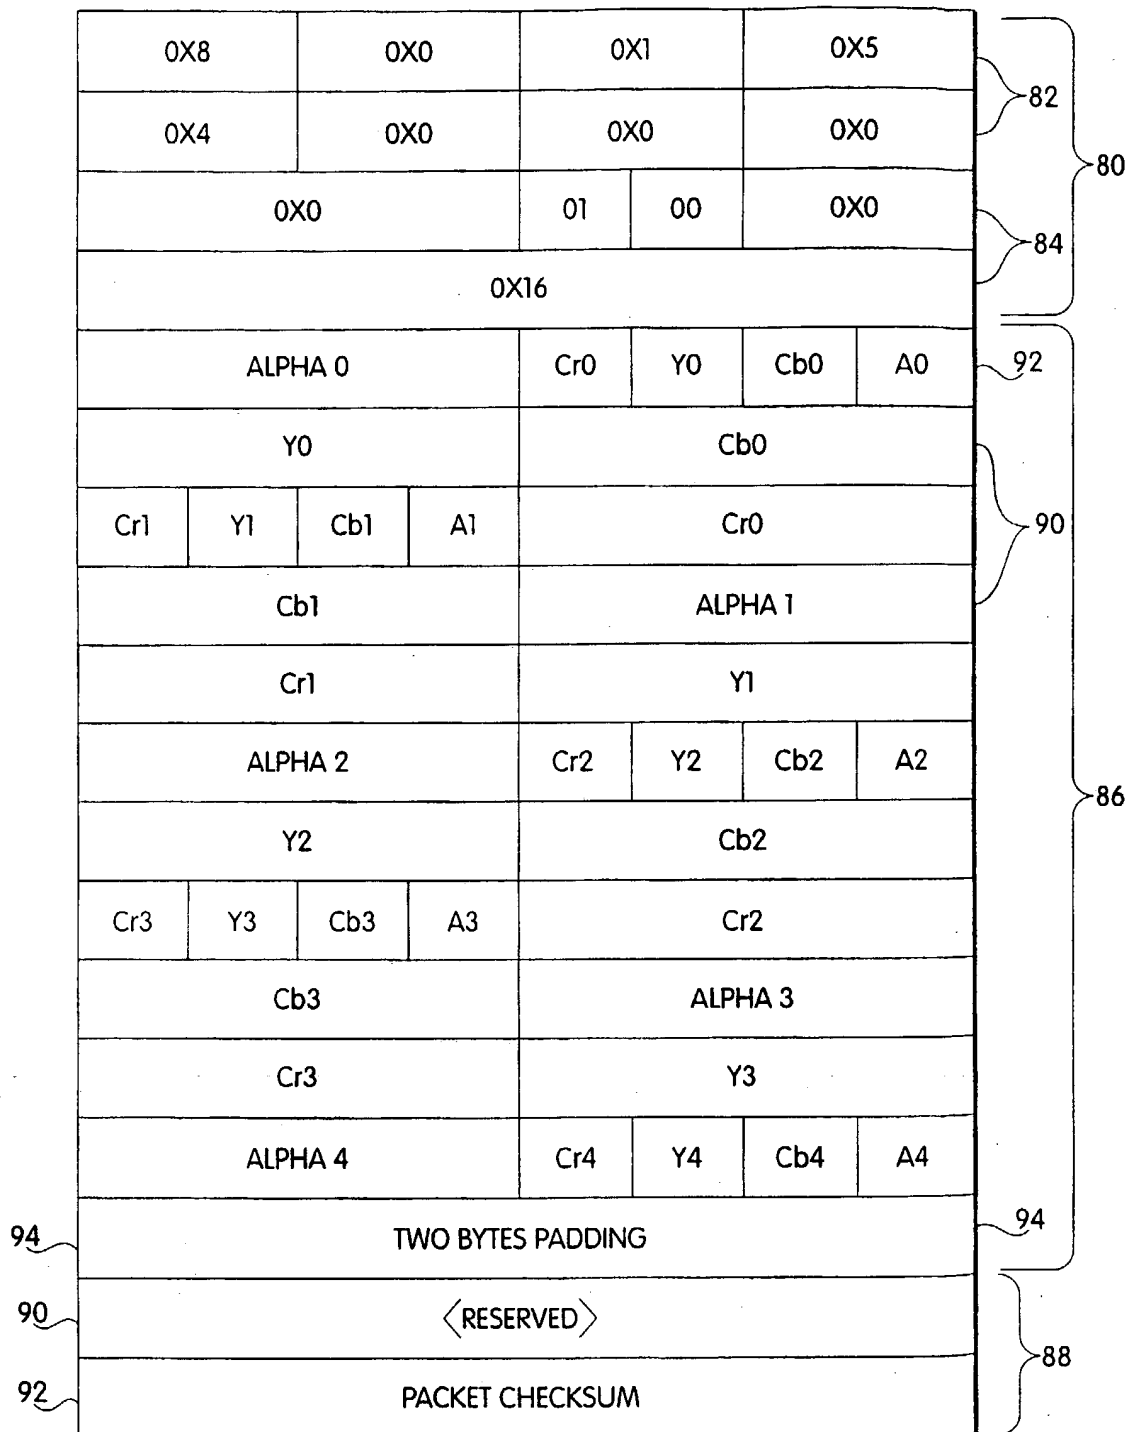 0X8 0X0 0X1 0X5
82
0X4 0X0 0X0 0X0
80
0X0 01 00 0X0
84
0X16
ALPHA 0 Cr0 Y0 Cb0 A0 92
Y0 Cb0
Cr1 Y1 Cb1 A1 Cr0 90
Cb1 ALPHA 1
Cr1 Y1
ALPHA 2 Cr2 Y2 Cb2 A2
86
Y2 Cb2
Cr3 Y3 Cb3 A3 Cr2
Cb3 ALPHA 3
Cr3 Y3
ALPHA 4 Cr4 Y4 Cb4 A4
94 TWO BYTES PADDING 94
90 〈RESERVED〉
88
92 PACKET CHECKSUM